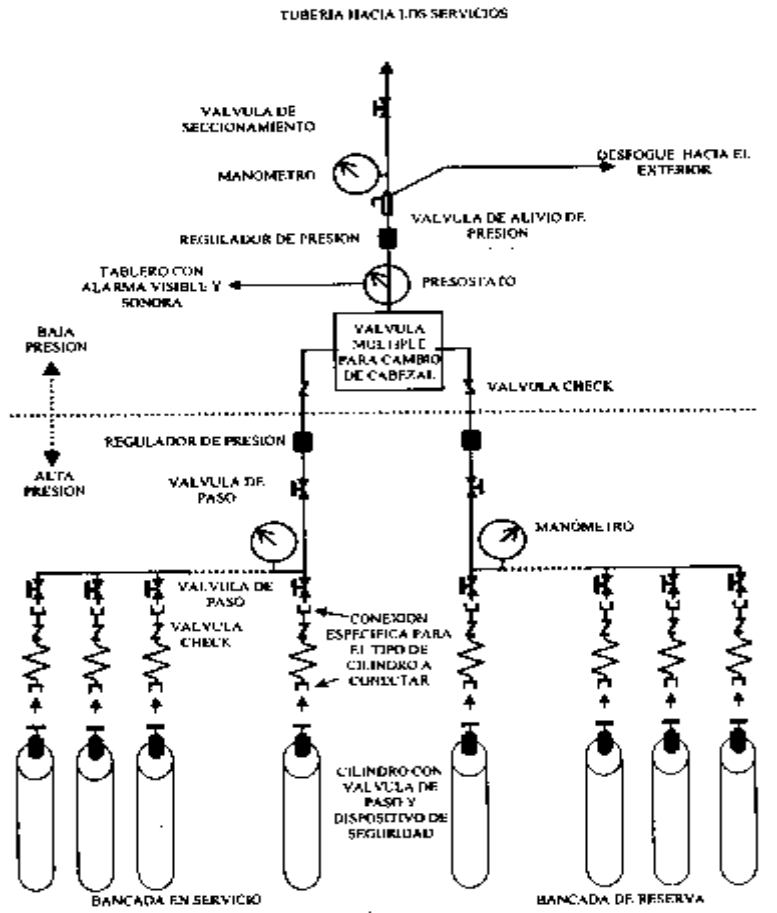 TUBERIA HACIA LOS SERVICIOS
VALVULA DE
SECCIONAMIENTO
MANOMETRO
DESFOGUE HACIA EL
EXTERIOR
VALVULA DE ALIVIO DE
PRESION
REGULADOR DE PRESION
TABLERO CON
ALARMA VISIBLE Y
SONORA
PRESOSTATO
VALVULA
MULTIPLE
PARA CAMBIO
DE CABEZAL
BAJA
PRESION
VALVULA CHECK
REGULADOR DE PRESION
ALTA
PRESION
VALVULA DE
PASO
MANÓMETRO
VALVULA DE
PASO
VALVULA
CHECK
CONEXION
ESPECIFICA PARA
EL TIPO DE
CILINDRO A
CONECTAR
CILINDRO CON
VALVULA DE
PASO Y
DISPOSITIVO DE
SEGURIDAD
BANCADA EN SERVICIO
BANCADA DE RESERVA